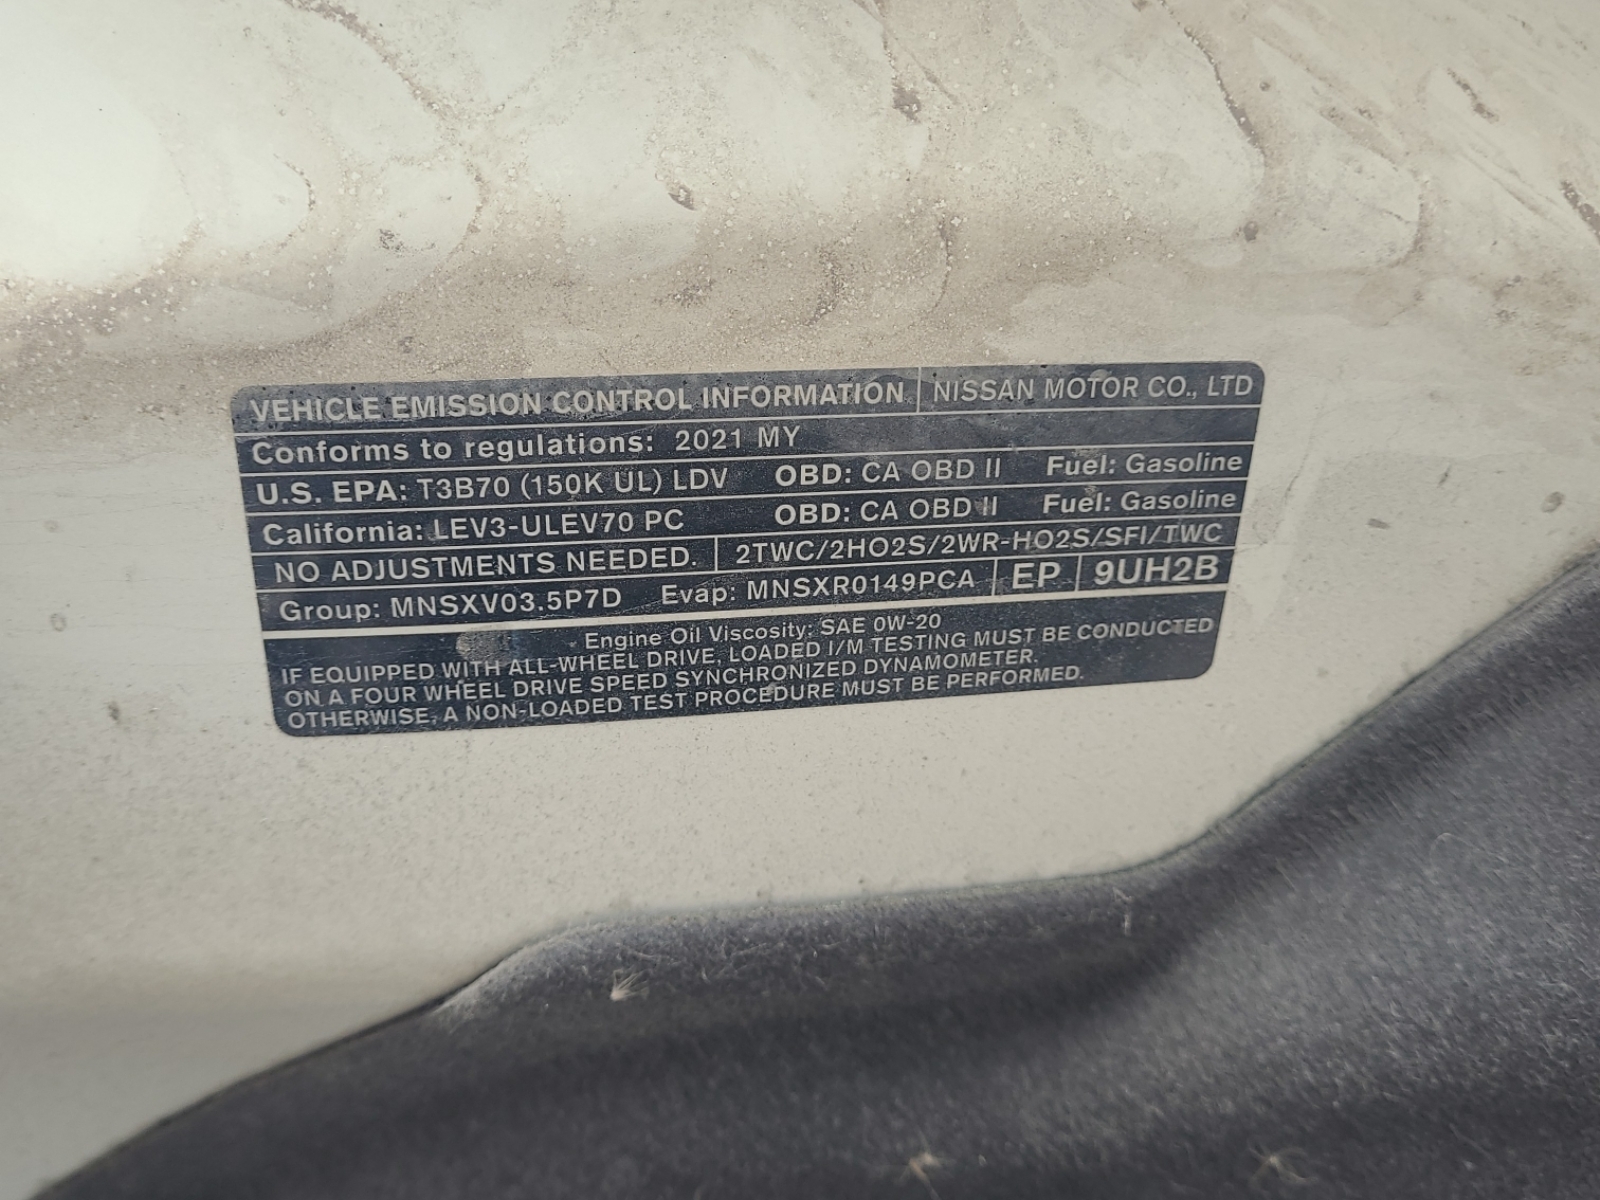 VEHICLE EMISSION CONTROL INFORMATION NISSAN MOTOR CO., LTD
Conforms to regulations: 2021 MY
U.S. EPA: T3B70 (150K UL) LDV OBD: CA OBD II Fuel: Gasoline
California: LEV3-ULEV70 PC OBD: CA OBD II Fuel: Gasoline
NO ADJUSTMENTS NEEDED. 2TWC/2HO2S/2WR-HO2S/SFI/TWC
Group: MNSXV03.5P7D Evap: MNSXR0149PCA EP 9UH2B
Engine Oil Viscosity: SAE 0W-20
IF EQUIPPED WITH ALL-WHEEL DRIVE, LOADED I/M TESTING MUST BE CONDUCTED
ON A FOUR WHEEL DRIVE SPEED SYNCHRONIZED DYNAMOMETER.
OTHERWISE, A NON-LOADED TEST PROCEDURE MUST BE PERFORMED.